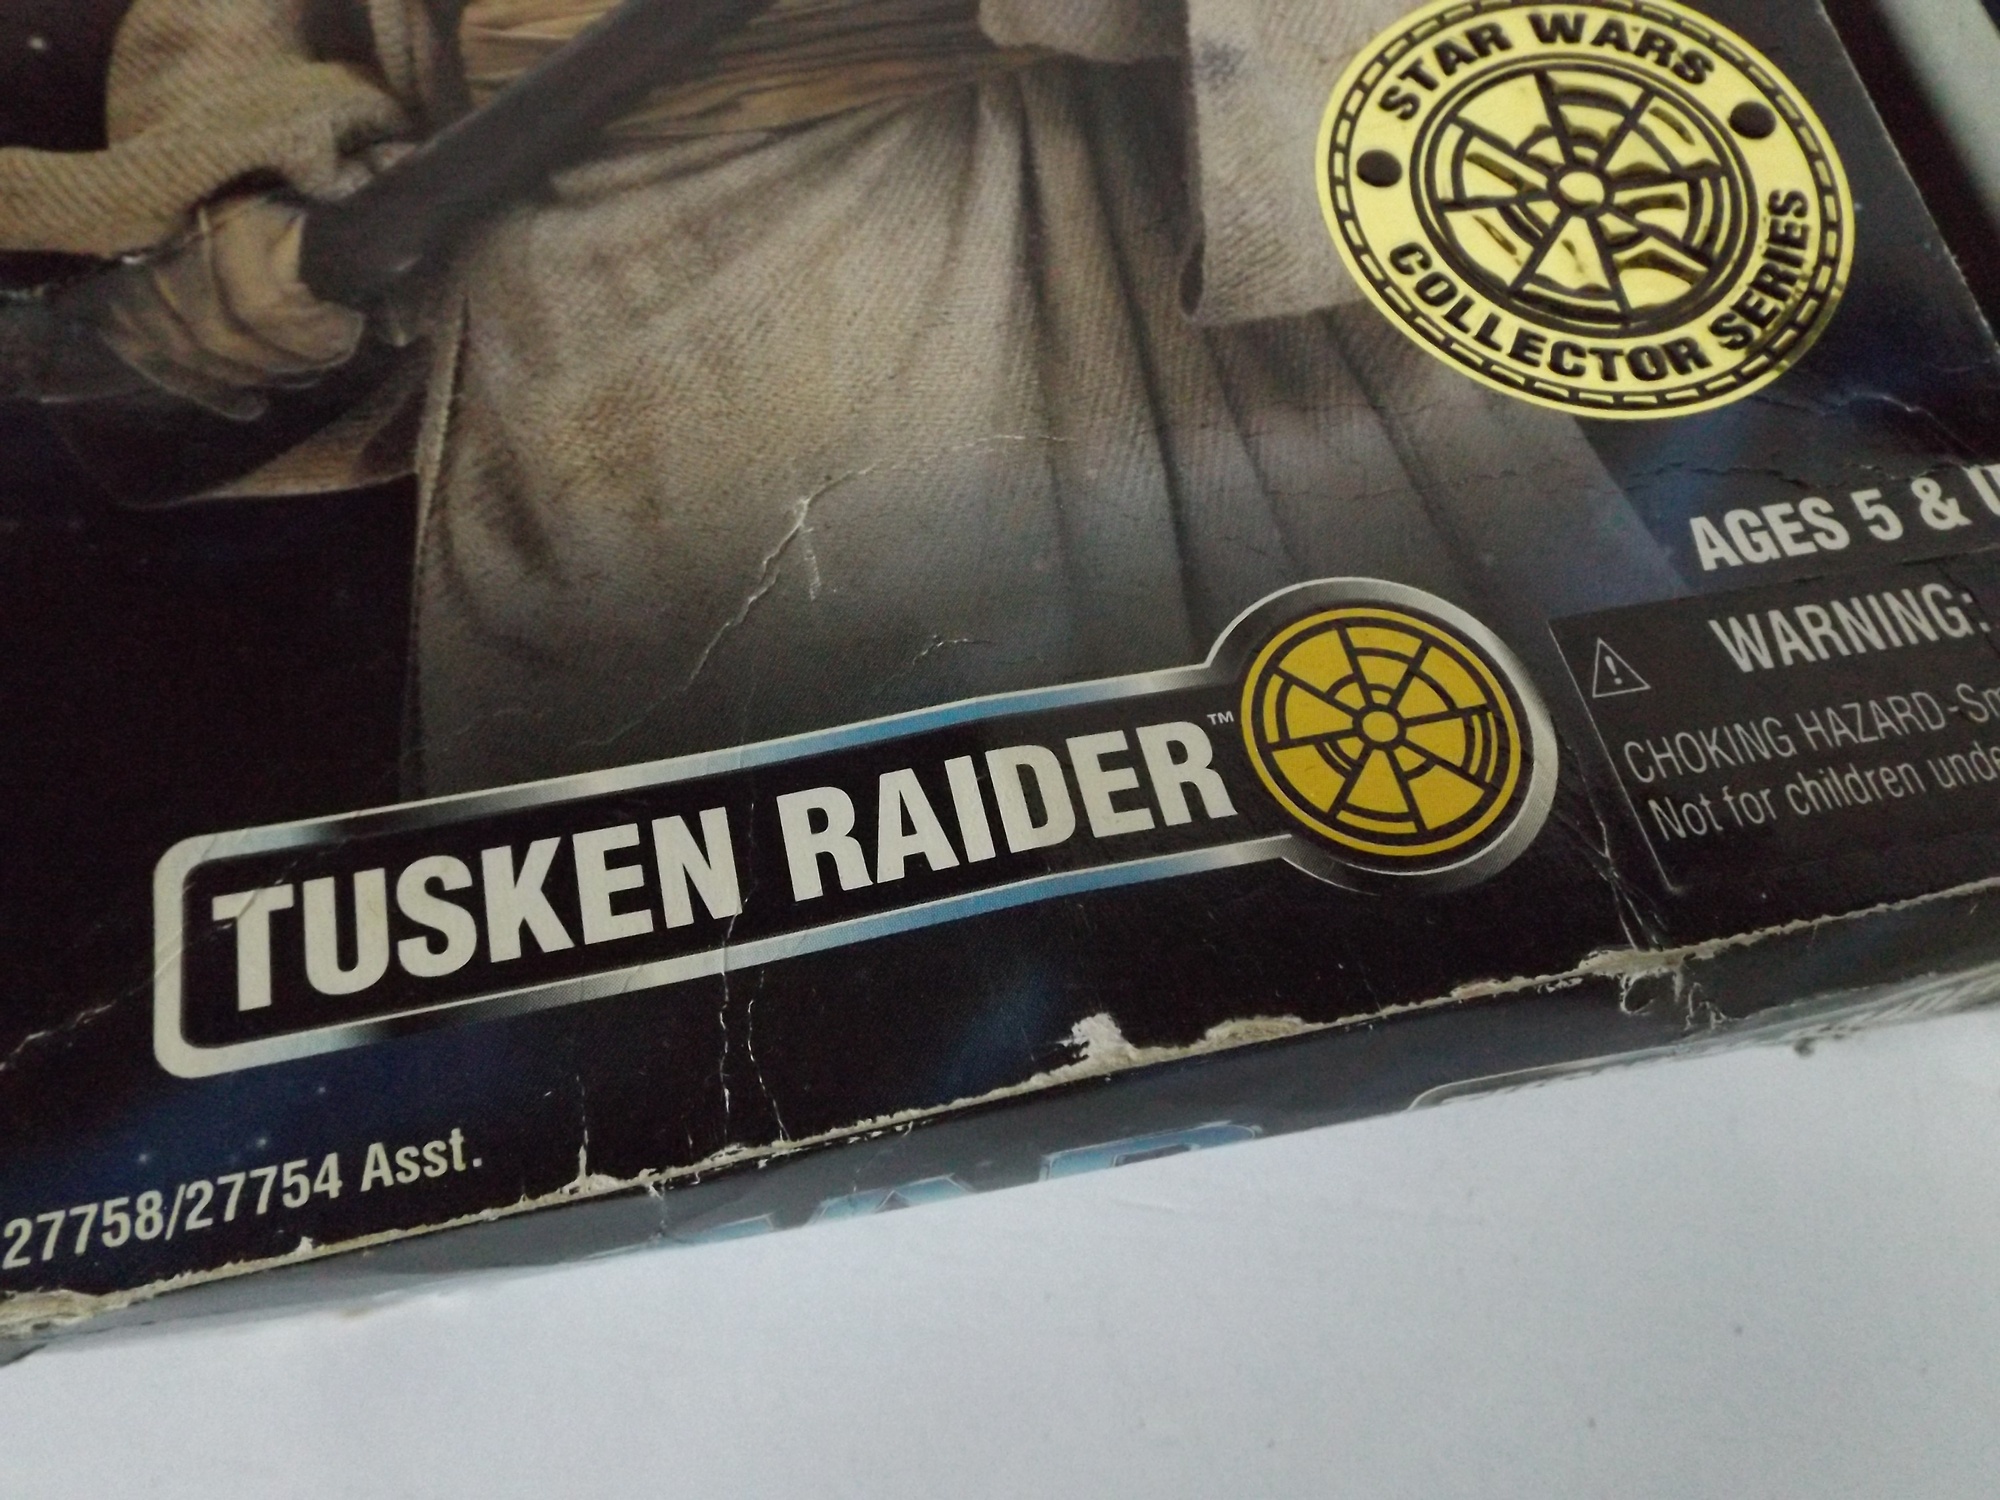 STAR WARS
COLLECTOR SERIES
AGES 5 &
WARNING:
CHOKING HAZARD-Sm
Not for children unde
TUSKEN RAIDER™
27758/27754 Asst.